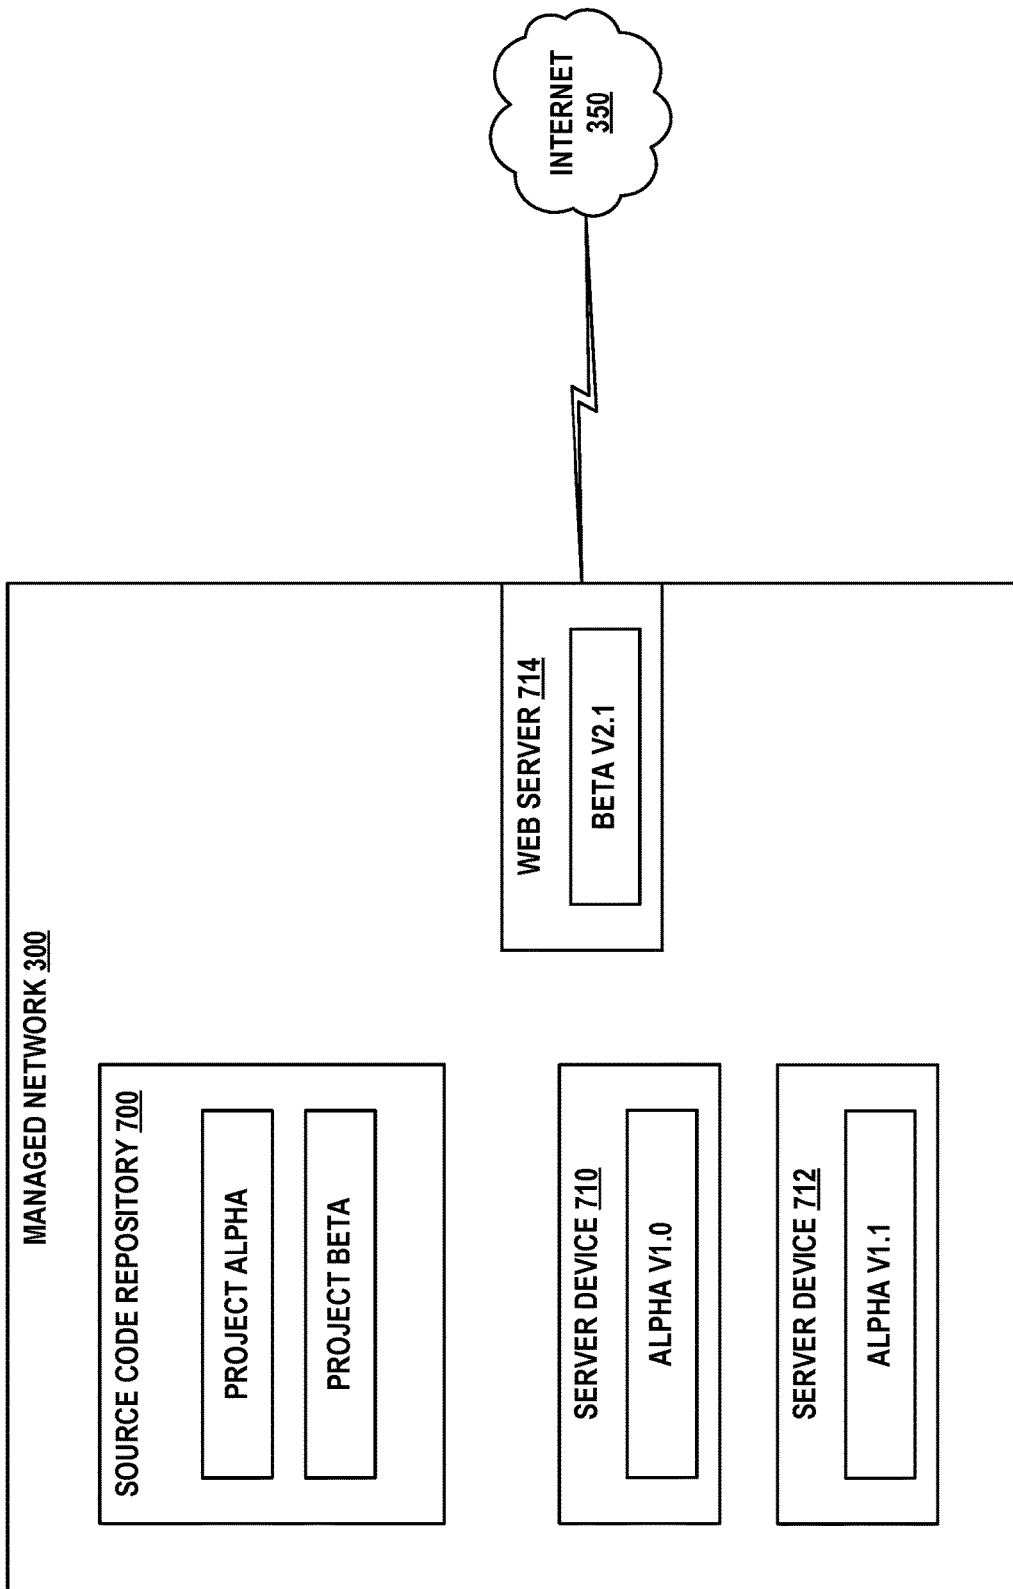 MANAGED NETWORK 300
SOURCE CODE REPOSITORY 700
PROJECT ALPHA
PROJECT BETA
SERVER DEVICE 710
ALPHA V1.0
SERVER DEVICE 712
ALPHA V1.1
WEB SERVER 714
BETA V2.1
INTERNET
350